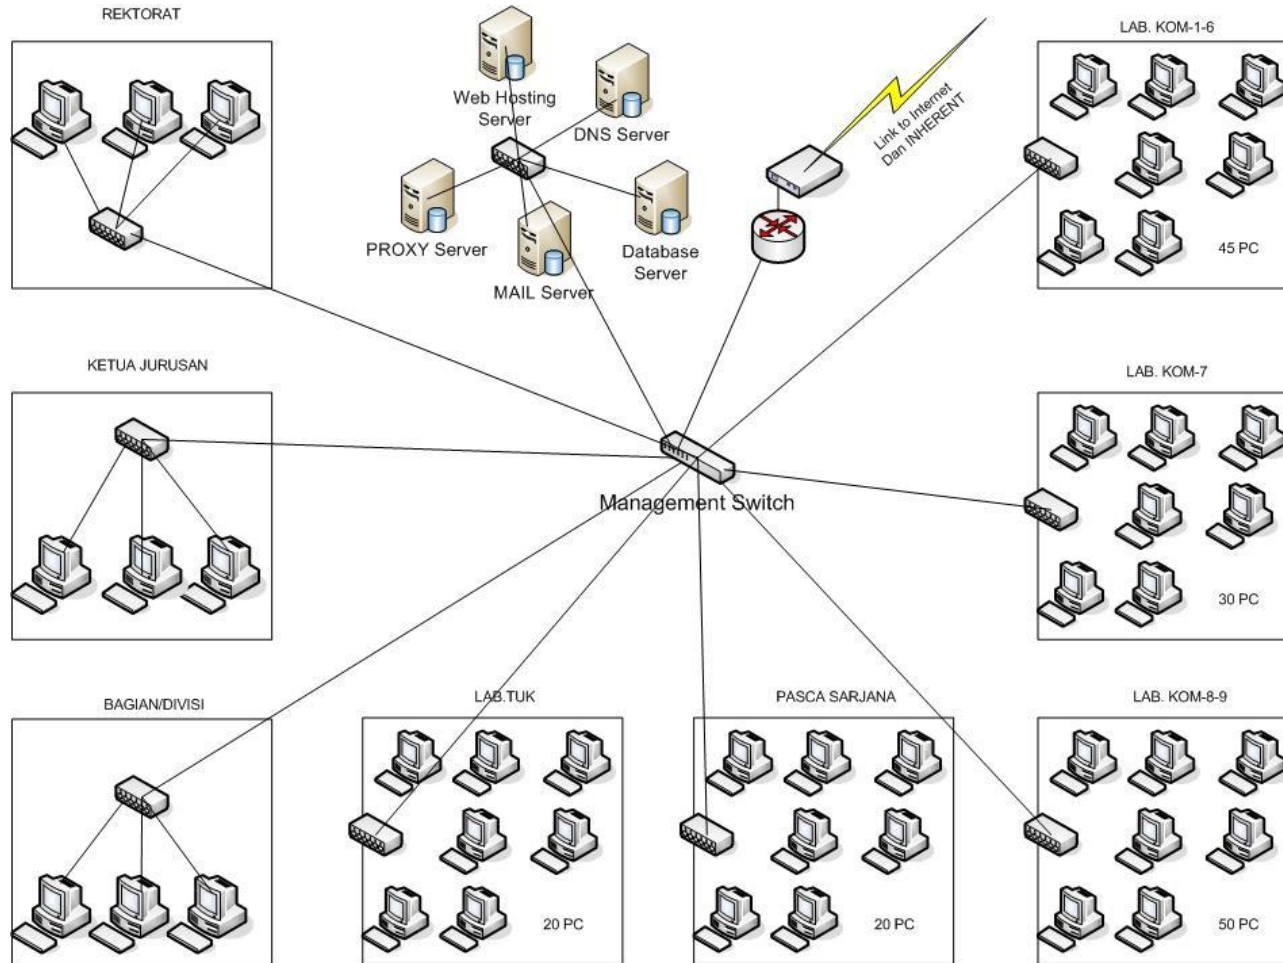 REKTORAT
LAB. KOM-1-6
Web Hosting
Server
DNS Server
Link to Internet
Dan INHERENT
PROXY Server
Database
Server
MAIL Server
45 PC
KETUA JURUSAN
LAB. KOM-7
Management Switch
30 PC
BAGIAN/DIVISI
LAB.TUK
PASCA SARJANA
LAB. KOM-8-9
20 PC
20 PC
50 PC